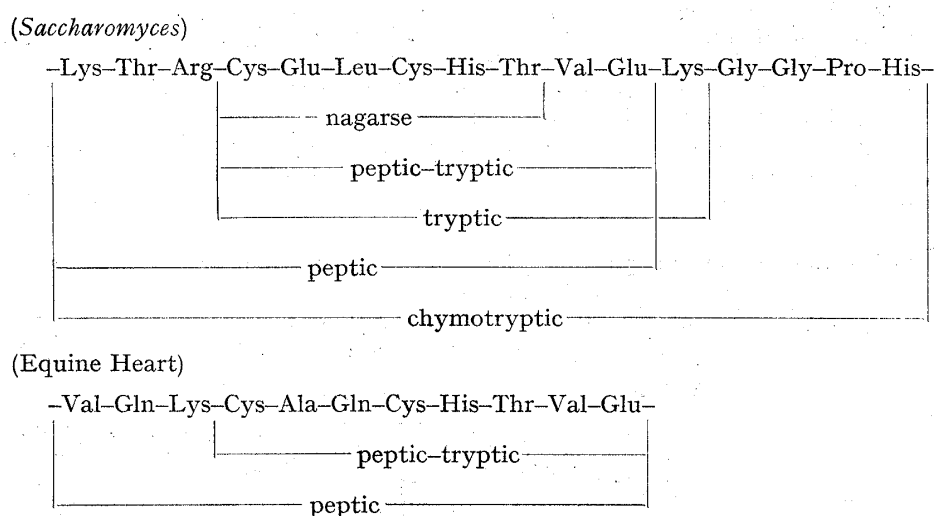 (Saccharomyces)
–Lys–Thr–Arg–Cys–Glu–Leu–Cys–His–Thr–Val–Glu–Lys–Gly–Gly–Pro–His–
nagarse
peptic–tryptic
tryptic
peptic
chymotryptic
(Equine Heart)
–Val–Gln–Lys–Cys–Ala–Gln–Cys–His–Thr–Val–Glu–
peptic–tryptic
peptic